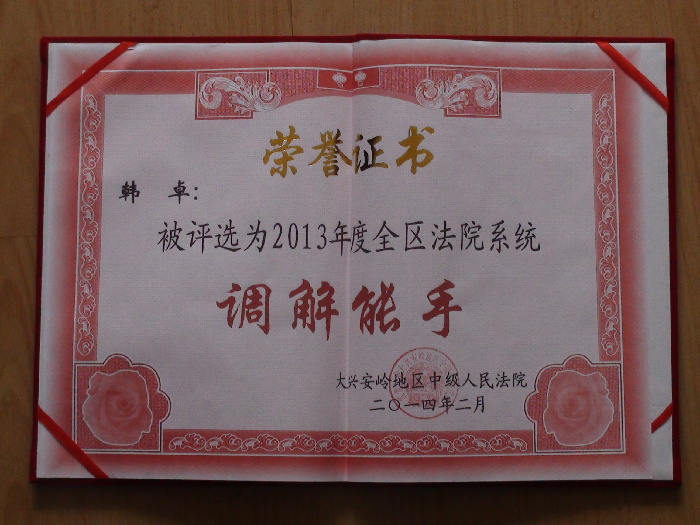 荣誉证书
韩 卓：
被评选为2013年度全区法院系统
调解能手
大兴安岭地区中级人民法院
二〇一四年二月